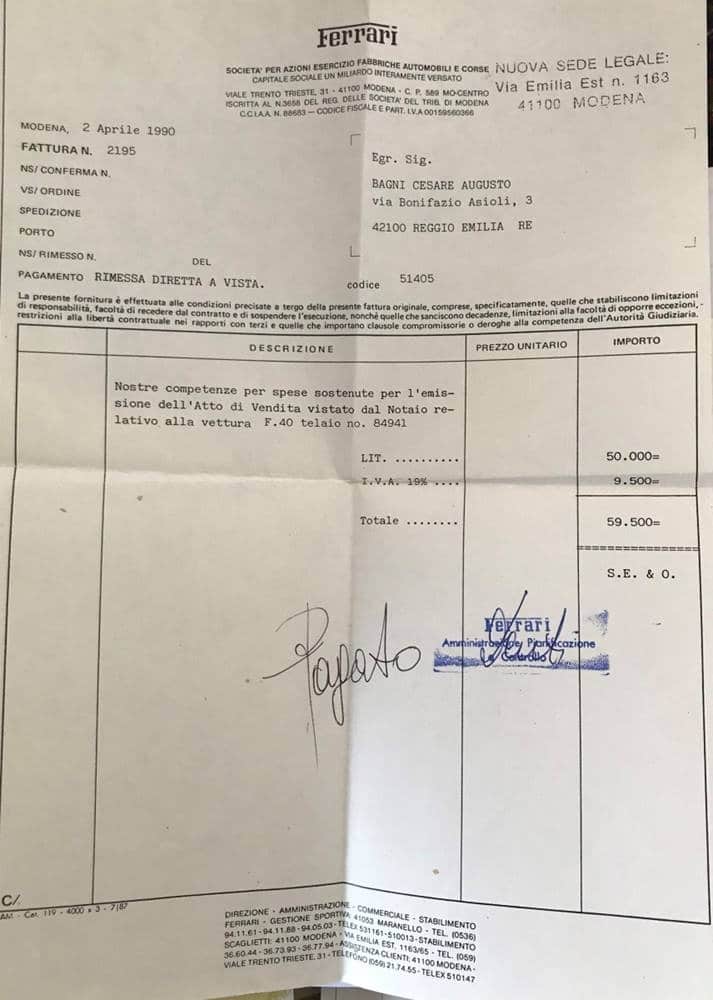 Ferrari
SOCIETA' PER AZIONI ESERCIZIO FABBRICHE AUTOMOBILI E CORSE
CAPITALE SOCIALE UN MILIARDO INTERAMENTE VERSATO
VIALE TRENTO TRIESTE, 31 - 41100 MODENA - C. P. 589 MO-CENTRO
ISCRITTA AL N.3658 DEL REG. DELLE SOCIETA' DEL TRIB. DI MODENA
C.C.I.A.A. N. 88683 — CODICE FISCALE E PART. I.V.A 00159560366
NUOVA SEDE LEGALE:
Via Emilia Est n. 1163
41100 MODENA
MODENA, 2 Aprile 1990
FATTURA N. 2195
NS/ CONFERMA N.
VS/ ORDINE
SPEDIZIONE
PORTO
NS/ RIMESSO N. DEL
PAGAMENTO RIMESSA DIRETTA A VISTA.
Egr. Sig.
BAGNI CESARE AUGUSTO
via Bonifazio Asioli, 3
42100 REGGIO EMILIA RE
codice 51405
La presente fornitura è effettuata alle condizioni precisate a tergo della presente fattura originale, comprese, specificatamente, quelle che stabiliscono limitazioni
di responsabilità, facoltà di recedere dal contratto e di sospendere l'esecuzione, nonché quelle che sanciscono decadenze, limitazioni alla facoltà di opporre eccezioni, -
restrizioni alla libertà contrattuale nei rapporti con terzi e quelle che importano clausole compromissorie o deroghe alla competenza dell'Autorità Giudiziaria.
DESCRIZIONE PREZZO UNITARIO IMPORTO
Nostre competenze per spese sostenute per l'emis-
sione dell'Atto di Vendita vistato dal Notaio re-
lativo alla vettura F.40 telaio no. 84941
LIT. .......... 50.000=
I.V.A. 19% .... 9.500=
Totale ........ 59.500=
S.E. & O.
Pagato
Ferrari
Amministrazione Pianificazione
e Controllo
C/.
AM - Cat. 119 - 4000 x 3 - 7/87
DIREZIONE - AMMINISTRAZIONE - COMMERCIALE - STABILIMENTO
FERRARI - GESTIONE SPORTIVA 41053 MARANELLO - TEL. (0536)
94.11.61 - 94.11.88 - 94.05.03 - TELEX 531161-510013-STABILIMENTO
SCAGLIETTI: 41100 MODENA - VIA EMILIA EST, 1163/65 - TEL. (059)
36.60.44 - 36.73.93 - 36.77.94 - ASSISTENZA CLIENTI: 41100 MODENA -
VIALE TRENTO TRIESTE, 31 - TELEFONO (059) 21.74.55 - TELEX 510147